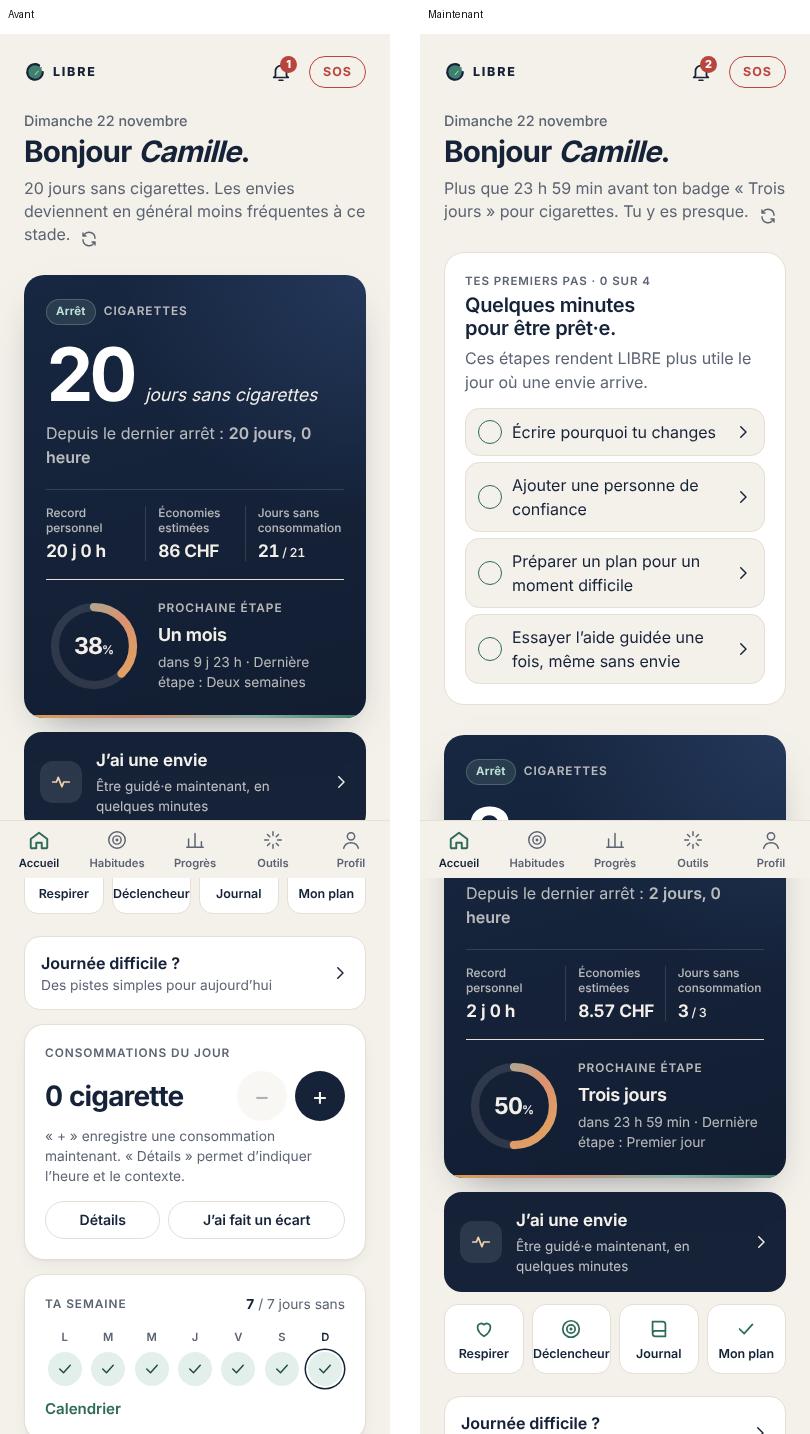 Avant
LIBRE
1
SOS
Dimanche 22 novembre
Bonjour Camille.
20 jours sans cigarettes. Les envies
deviennent en général moins fréquentes à ce
stade.
Arrêt CIGARETTES
20 jours sans cigarettes
Depuis le dernier arrêt : 20 jours, 0
heure
Record
personnel
20 j 0 h
Économies
estimées
86 CHF
Jours sans
consommation
21 / 21
38%
PROCHAINE ÉTAPE
Un mois
dans 9 j 23 h · Dernière
étape : Deux semaines
J’ai une envie
Être guidé·e maintenant, en
quelques minutes
Accueil
Habitudes
Progrès
Outils
Profil
Respirer
Déclencheur
Journal
Mon plan
Journée difficile ?
Des pistes simples pour aujourd’hui
CONSOMMATIONS DU JOUR
0 cigarette
−
+
« + » enregistre une consommation
maintenant. « Détails » permet d’indiquer
l’heure et le contexte.
Détails
J’ai fait un écart
TA SEMAINE
7 / 7 jours sans
L M M J V S D
Calendrier
Maintenant
LIBRE
2
SOS
Dimanche 22 novembre
Bonjour Camille.
Plus que 23 h 59 min avant ton badge « Trois
jours » pour cigarettes. Tu y es presque.
TES PREMIERS PAS · 0 SUR 4
Quelques minutes
pour être prêt·e.
Ces étapes rendent LIBRE plus utile le
jour où une envie arrive.
Écrire pourquoi tu changes
Ajouter une personne de
confiance
Préparer un plan pour un
moment difficile
Essayer l’aide guidée une
fois, même sans envie
Arrêt CIGARETTES
Accueil
Habitudes
Progrès
Outils
Profil
Depuis le dernier arrêt : 2 jours, 0
heure
Record
personnel
2 j 0 h
Économies
estimées
8.57 CHF
Jours sans
consommation
3 / 3
50%
PROCHAINE ÉTAPE
Trois jours
dans 23 h 59 min · Dernière
étape : Premier jour
J’ai une envie
Être guidé·e maintenant, en
quelques minutes
Respirer
Déclencheur
Journal
Mon plan
Journée difficile ?